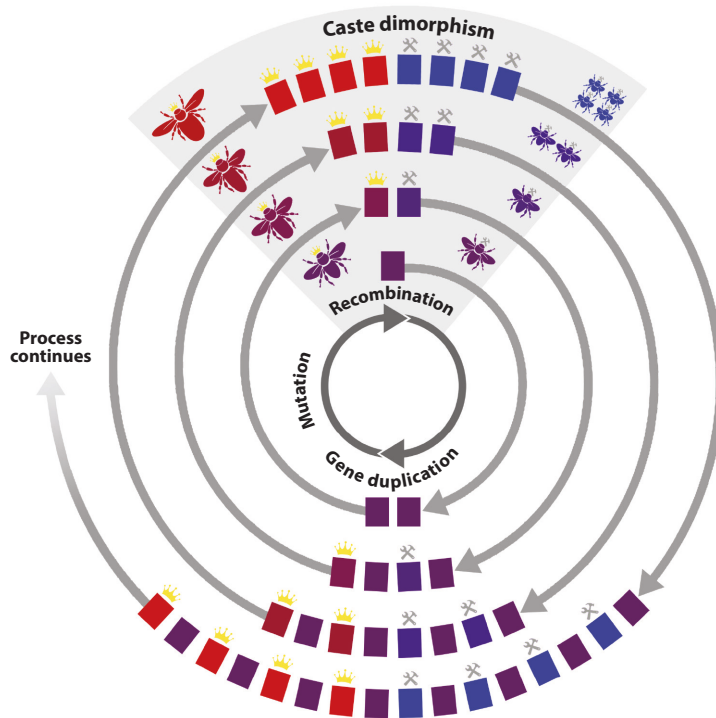 Caste dimorphism
Recombination
Process
continues
Mutation
Gene duplication